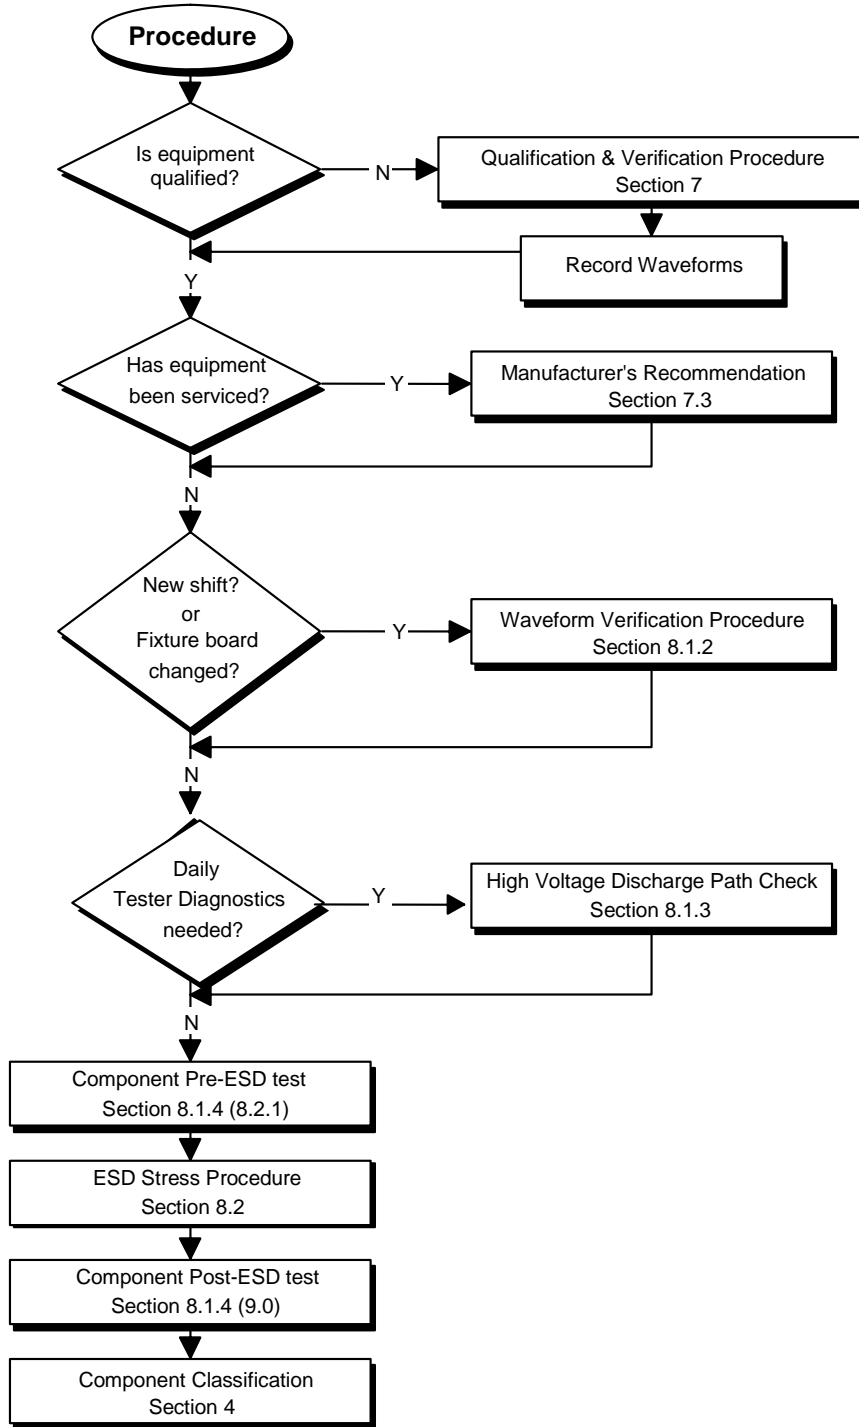 Procedure
Is equipment
qualified?
N
Qualification & Verification Procedure
Section 7
Record Waveforms
Y
Has equipment
been serviced?
Y
Manufacturer's Recommendation
Section 7.3
N
New shift?
or
Fixture board
changed?
Y
Waveform Verification Procedure
Section 8.1.2
N
Daily
Tester Diagnostics
needed?
Y
High Voltage Discharge Path Check
Section 8.1.3
N
Component Pre-ESD test
Section 8.1.4 (8.2.1)
ESD Stress Procedure
Section 8.2
Component Post-ESD test
Section 8.1.4 (9.0)
Component Classification
Section 4